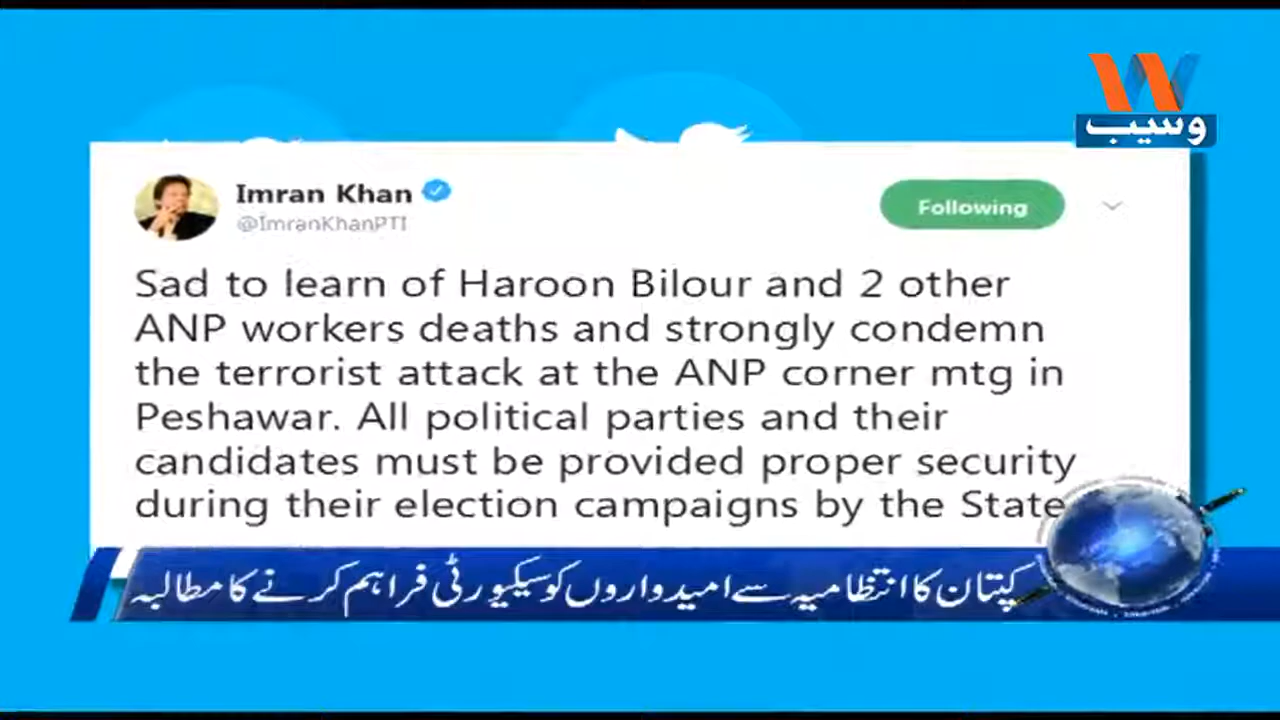 وسیب
Imran Khan
@ImranKhanPTI
Following
Sad to learn of Haroon Bilour and 2 other
ANP workers deaths and strongly condemn
the terrorist attack at the ANP corner mtg in
Peshawar. All political parties and their
candidates must be provided proper security
during their election campaigns by the State
کپتان کا انتظامیہ سے امیدواروں کو سیکیورٹی فراہم کرنے کا مطالبہ